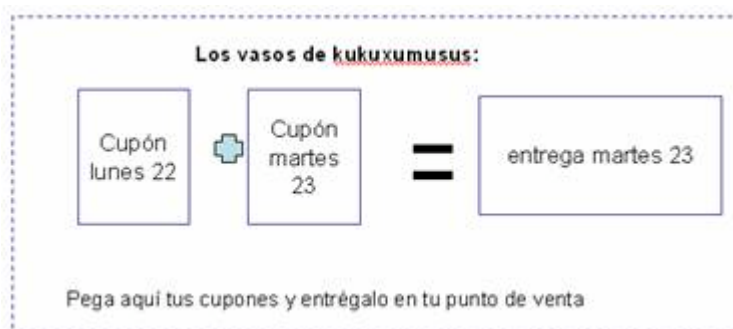 Los vasos de kukuxumusus:
Cupón
lunes 22
Cupón
martes
23
entrega martes 23
Pega aquí tus cupones y entrégalo en tu punto de venta